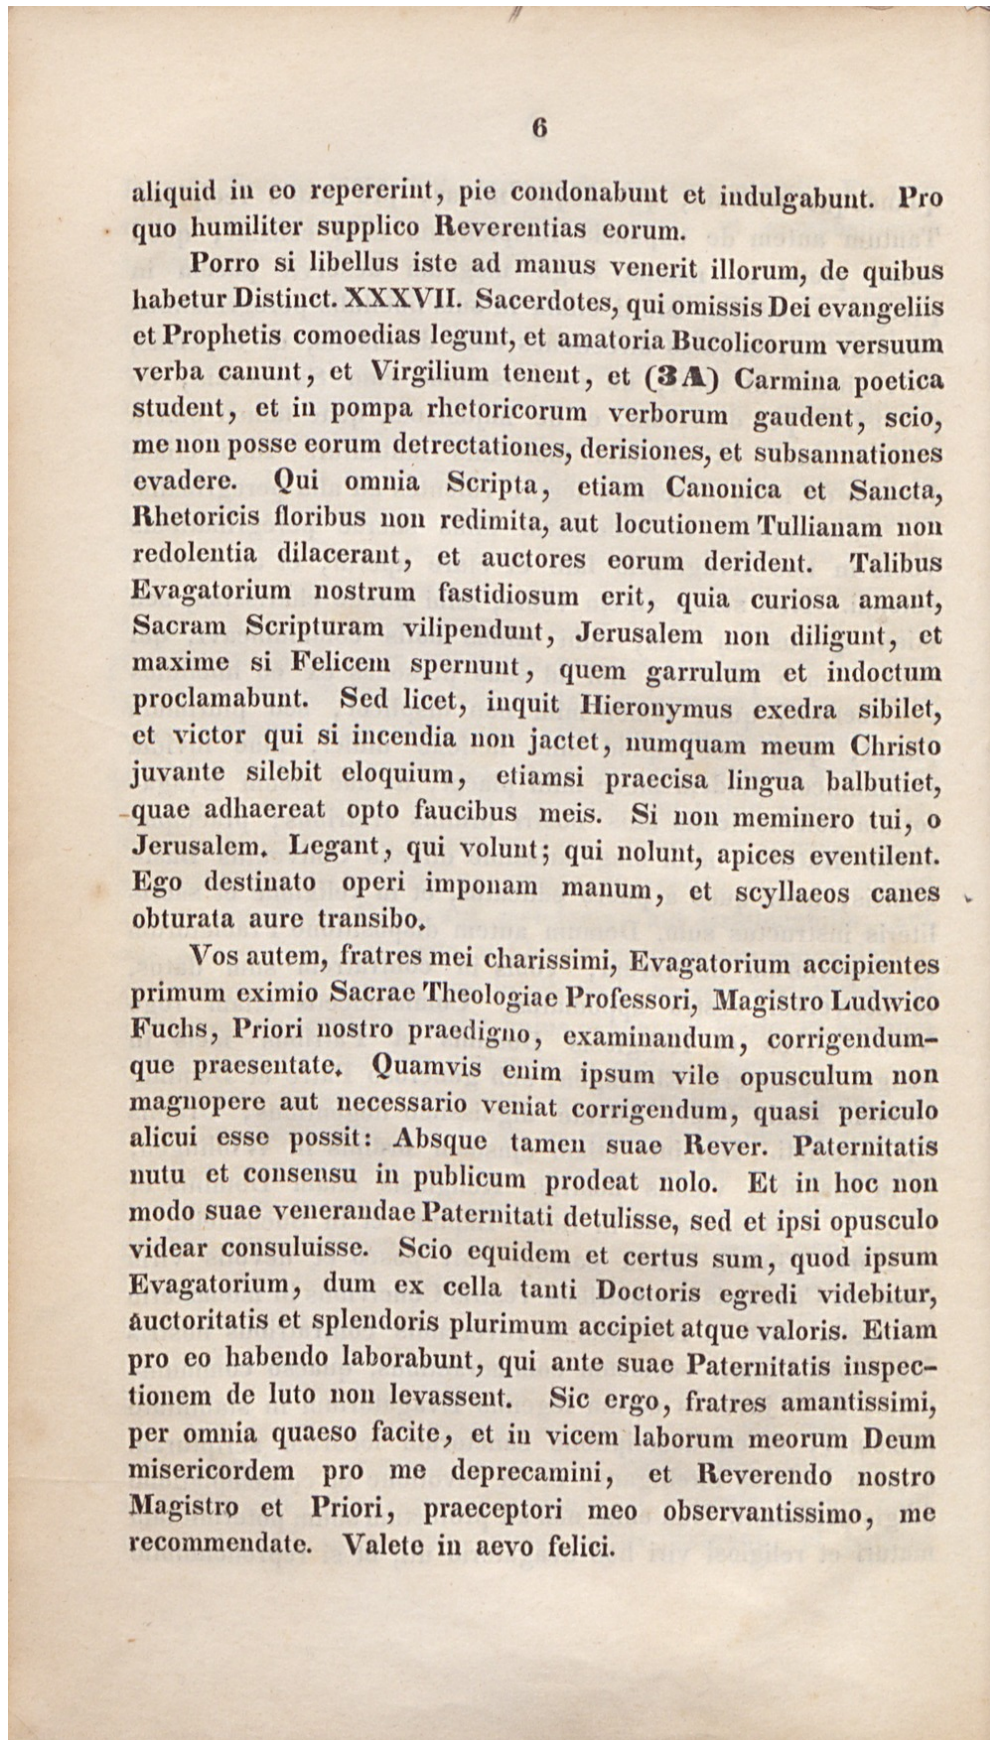 6
aliquid in eo repererint, pie condonabunt et indulgabunt. Pro
quo humiliter supplico Reverentias eorum.
Porro si libellus iste ad manus venerit illorum, de quibus
habetur Distinct. XXXVII. Sacerdotes, qui omissis Dei evangeliis
et Prophetis comoedias legunt, et amatoria Bucolicorum versuum
verba canunt, et Virgilium tenent, et (3 A) Carmina poetica
student, et in pompa rhetoricorum verborum gaudent, scio,
me non posse eorum detrectationes, derisiones, et subsannationes
evadere. Qui omnia Scripta, etiam Canonica et Sancta,
Rhetoricis floribus non redimita, aut locutionem Tullianam non
redolentia dilacerant, et auctores eorum derident. Talibus
Evagatorium nostrum fastidiosum erit, quia curiosa amant,
Sacram Scripturam vilipendunt, Jerusalem non diligunt, et
maxime si Felicem spernunt, quem garrulum et indoctum
proclamabunt. Sed licet, inquit Hieronymus exedra sibilet,
et victor qui si incendia non jactet, numquam meum Christo
juvante silebit eloquium, etiamsi praecisa lingua balbutiet,
quae adhaereat opto faucibus meis. Si non meminero tui, o
Jerusalem. Legant, qui volunt; qui nolunt, apices eventilent.
Ego destinato operi imponam manum, et scyllaeos canes
obturata aure transibo.
Vos autem, fratres mei charissimi, Evagatorium accipientes
primum eximio Sacrae Theologiae Professori, Magistro Ludwico
Fuchs, Priori nostro praedigno, examinandum, corrigendum-
que praesentate. Quamvis enim ipsum vile opusculum non
magnopere aut necessario veniat corrigendum, quasi periculo
alicui esse possit: Absque tamen suae Rever. Paternitatis
nutu et consensu in publicum prodeat nolo. Et in hoc non
modo suae venerandae Paternitati detulisse, sed et ipsi opusculo
videar consuluisse. Scio equidem et certus sum, quod ipsum
Evagatorium, dum ex cella tanti Doctoris egredi videbitur,
auctoritatis et splendoris plurimum accipiet atque valoris. Etiam
pro eo habendo laborabunt, qui ante suae Paternitatis inspec-
tionem de luto non levassent. Sic ergo, fratres amantissimi,
per omnia quaeso facite, et in vicem laborum meorum Deum
misericordem pro me deprecamini, et Reverendo nostro
Magistro et Priori, praeceptori meo observantissimo, me
recommendate. Valete in aevo felici.